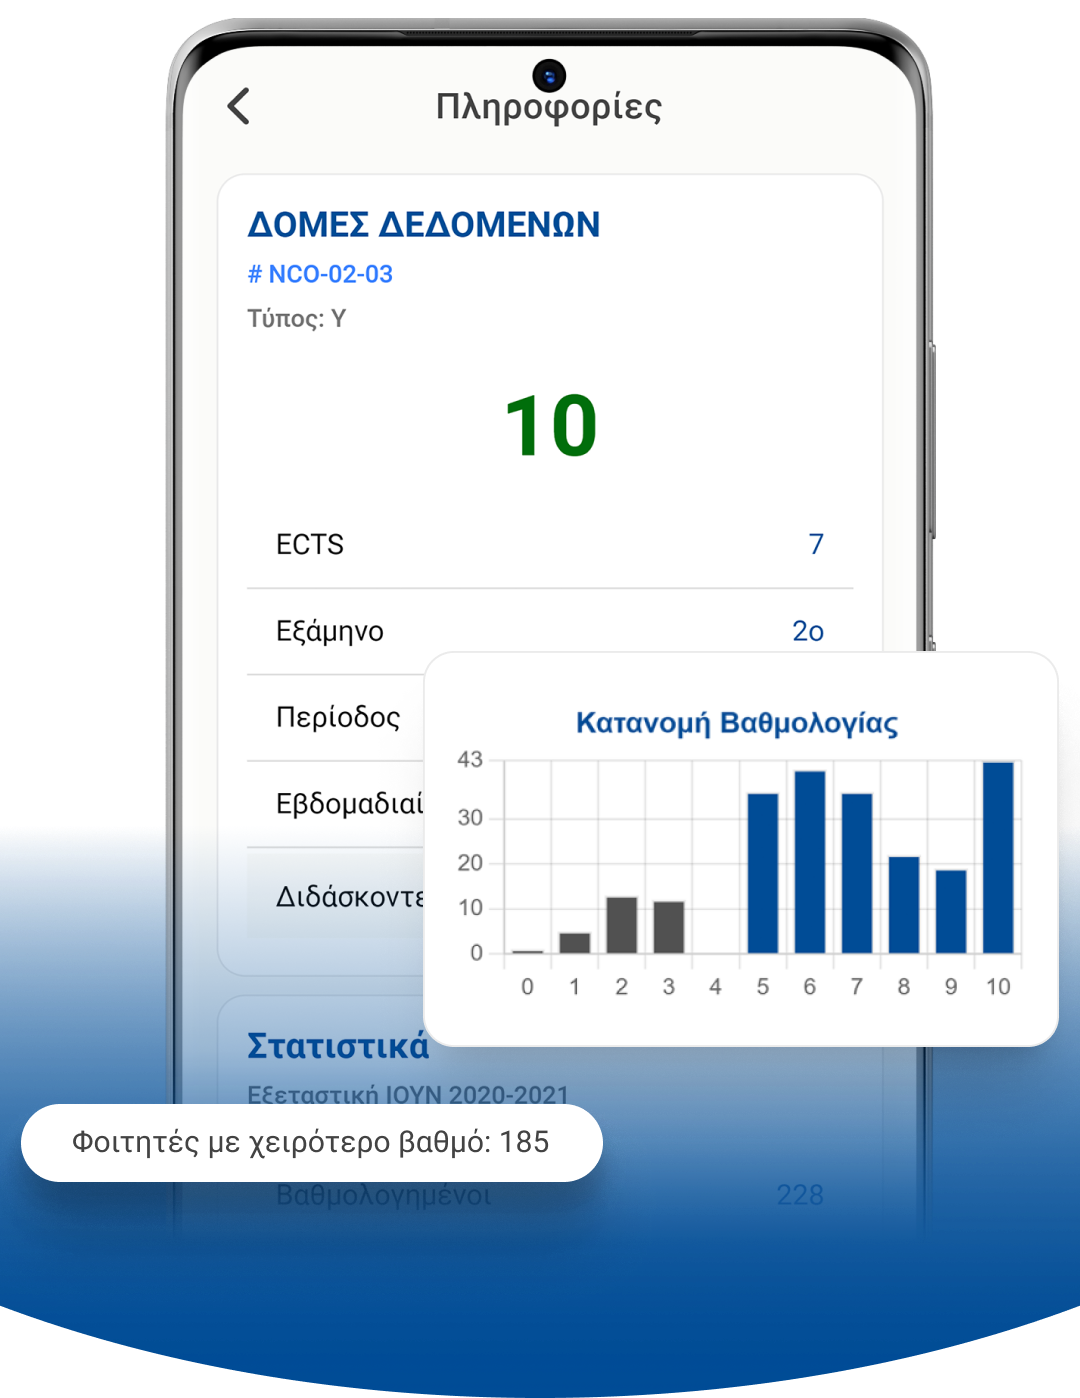 Πληροφορίες
ΔΟΜΕΣ ΔΕΔΟΜΕΝΩΝ
# NCO-02-03
Τύπος: Υ
10
ECTS 7
Εξάμηνο 2ο
Περίοδος
Εβδομαδιαί
Διδάσκοντε
Κατανομή Βαθμολογίας
43
30
20
10
0
0 1 2 3 4 5 6 7 8 9 10
Στατιστικά
Εξεταστική ΙΟΥΝ 2020-2021
Φοιτητές με χειρότερο βαθμό: 185
Βαθμολογημένοι 228